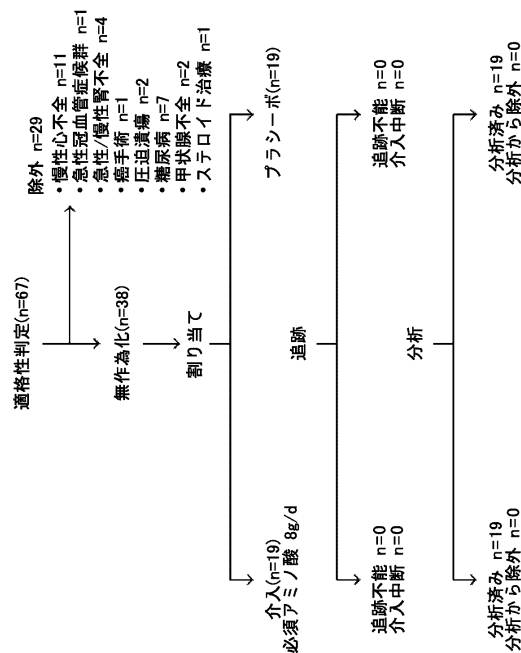 適格性判定(n=67)
除外 n=29
・慢性心不全 n=11
・急性冠血管症候群 n=1
・急性/慢性腎不全 n=4
・癌手術 n=1
・圧迫潰瘍 n=2
・糖尿病 n=7
・甲状腺不全 n=2
・ステロイド治療 n=1
無作為化(n=38)
割り当て
介入(n=19)
必須アミノ酸 8g/d
プラシーボ(n=19)
追跡
追跡不能 n=0
介入中断 n=0
追跡不能 n=0
介入中断 n=0
分析
分析済み n=19
分析から除外 n=0
分析済み n=19
分析から除外 n=0